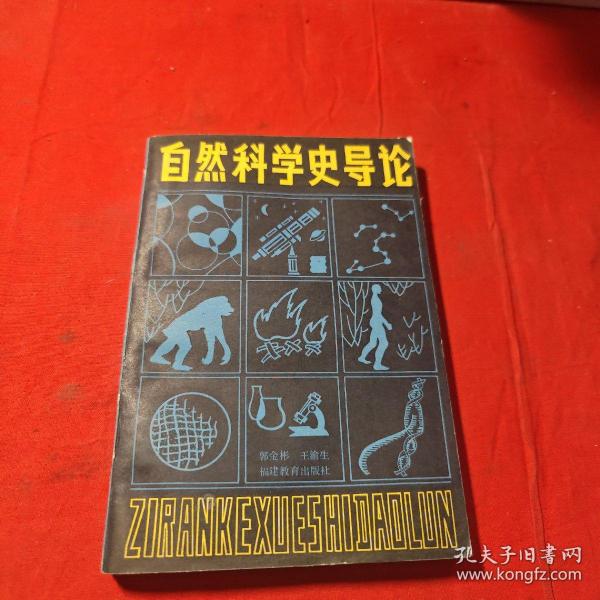 自然科学史导论
郭金彬 王渝生
福建教育出版社
ZIRANKEXUESHIDAOLUN
孔夫子旧书网
www.kongfz.com